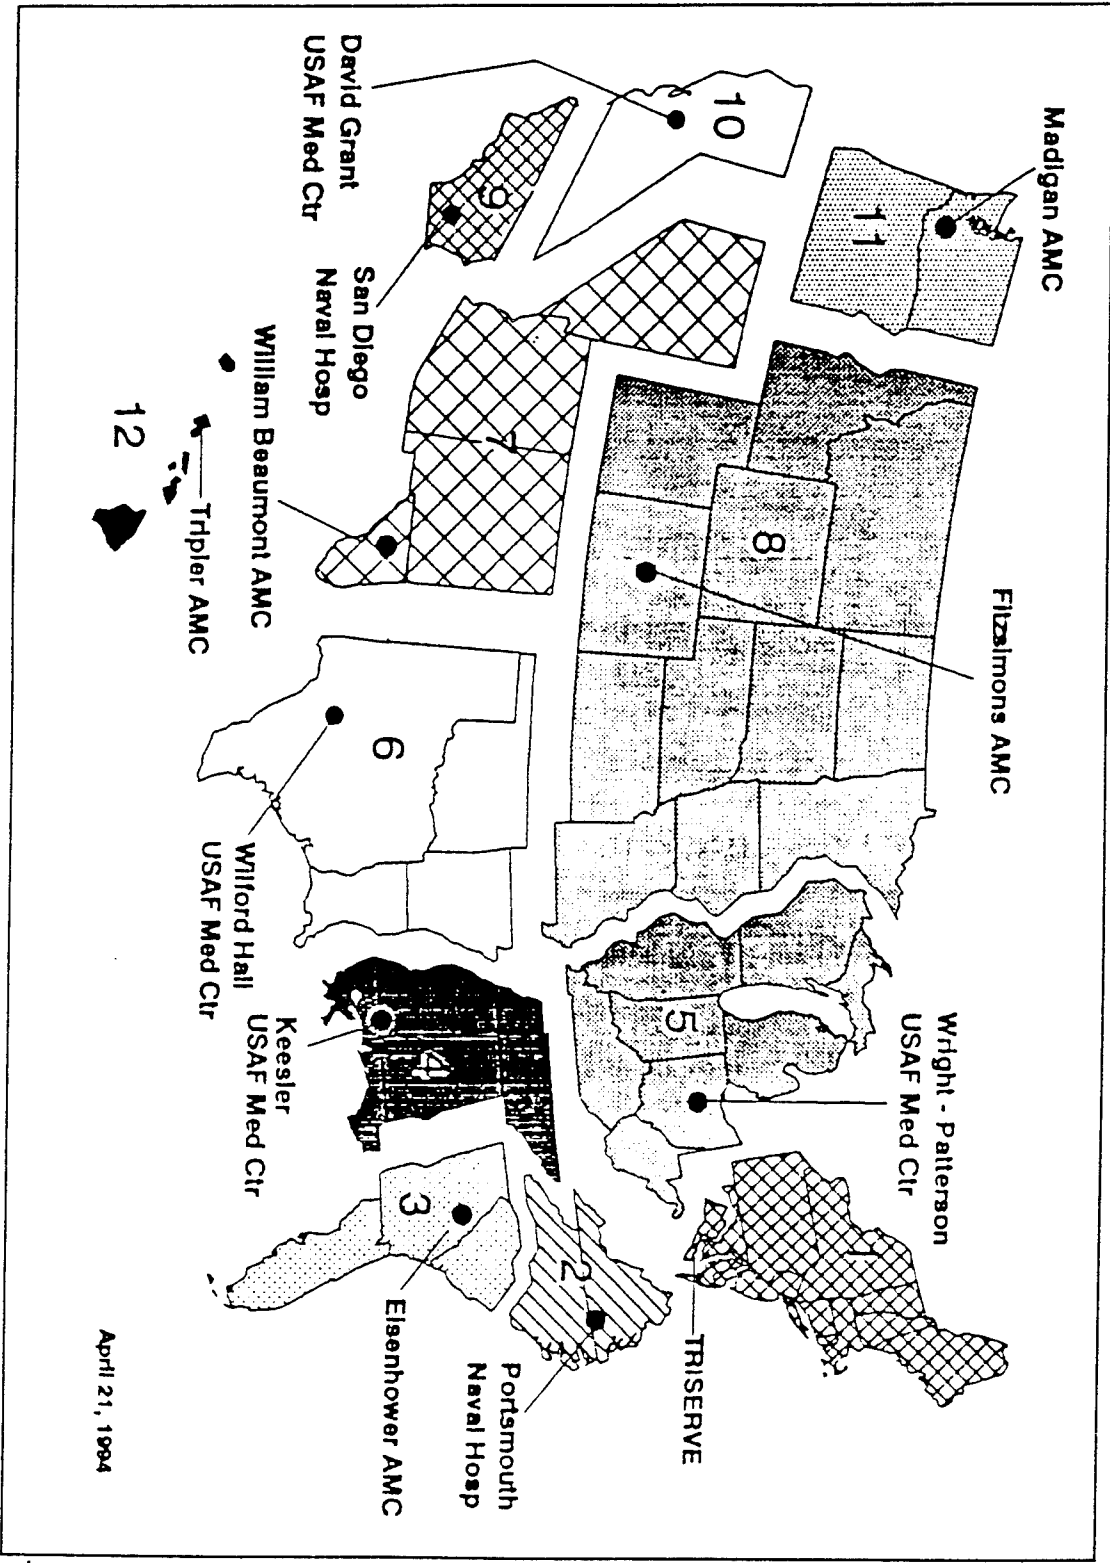 Madigan AMC
Fitzsimons AMC
Wright - Patterson
USAF Med Ctr
11
10
8
5
1
TRISERVE
David Grant
USAF Med Ctr
9
San Diego
Naval Hosp
7
William Beaumont AMC
6
Wilford Hall
USAF Med Ctr
4
Keesler
USAF Med Ctr
3
2
Portsmouth
Naval Hosp
Eisenhower AMC
12
Tripler AMC
April 21, 1994